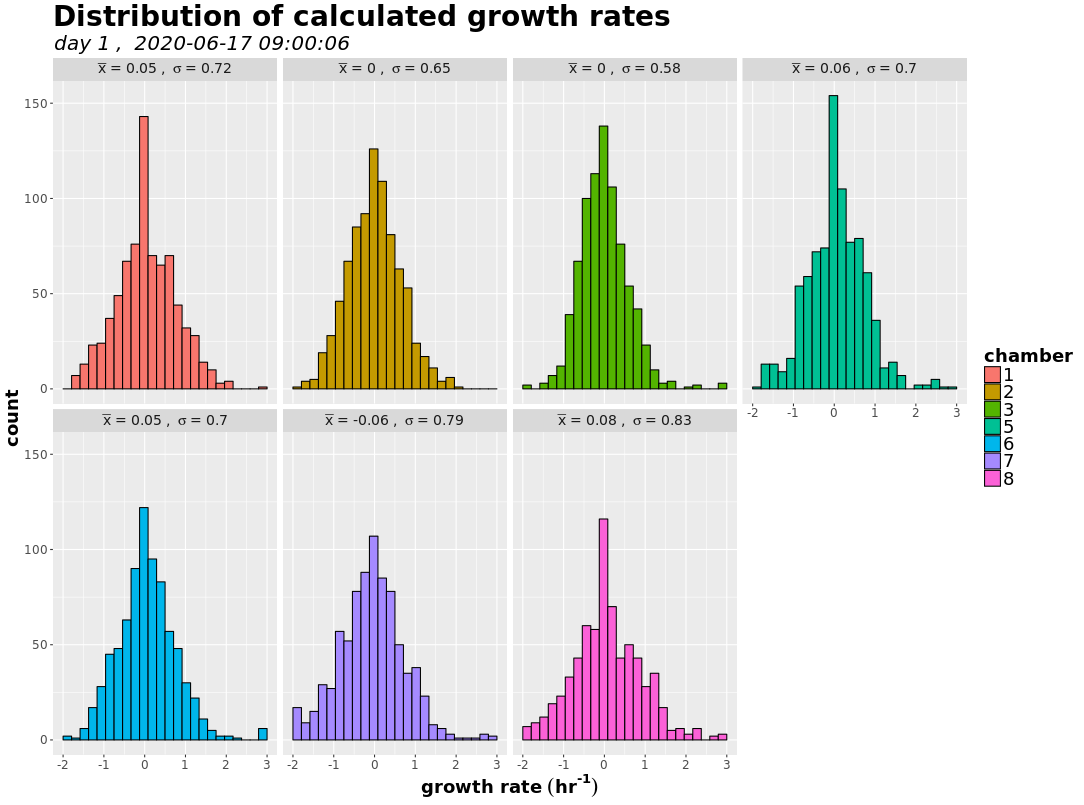 Distribution of calculated growth rates
day 1 ,  2020-06-17 09:00:06
x̅ = 0.05 ,  σ = 0.72
x̅ = 0 ,  σ = 0.65
x̅ = 0 ,  σ = 0.58
x̅ = 0.06 ,  σ = 0.7
150
100
50
0
-2 -1 0 1 2 3
x̅ = 0.05 ,  σ = 0.7
x̅ = -0.06 ,  σ = 0.79
x̅ = 0.08 ,  σ = 0.83
150
100
50
0
-2 -1 0 1 2 3
-2 -1 0 1 2 3
-2 -1 0 1 2 3
count
growth rate (hr⁻¹)
chamber
1
2
3
5
6
7
8